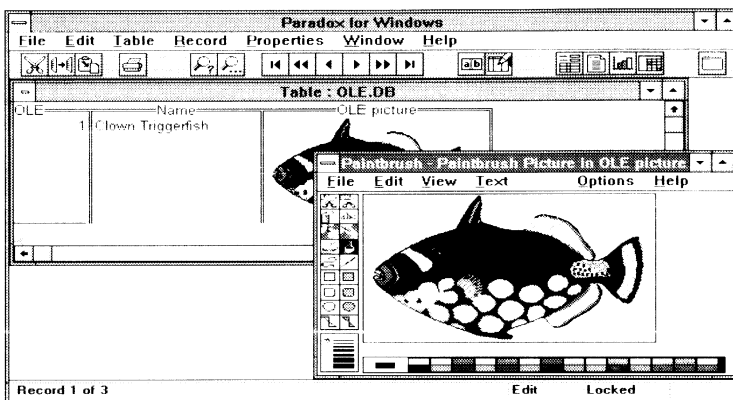 Paradox for Windows
File Edit Table Record Properties Window Help
Table : OLE.DB
OLE Name OLE picture
1 Clown Triggerfish
Paintbrush - Paintbrush Picture in OLE picture
File Edit View Text Options Help
Record 1 of 3 Edit Locked